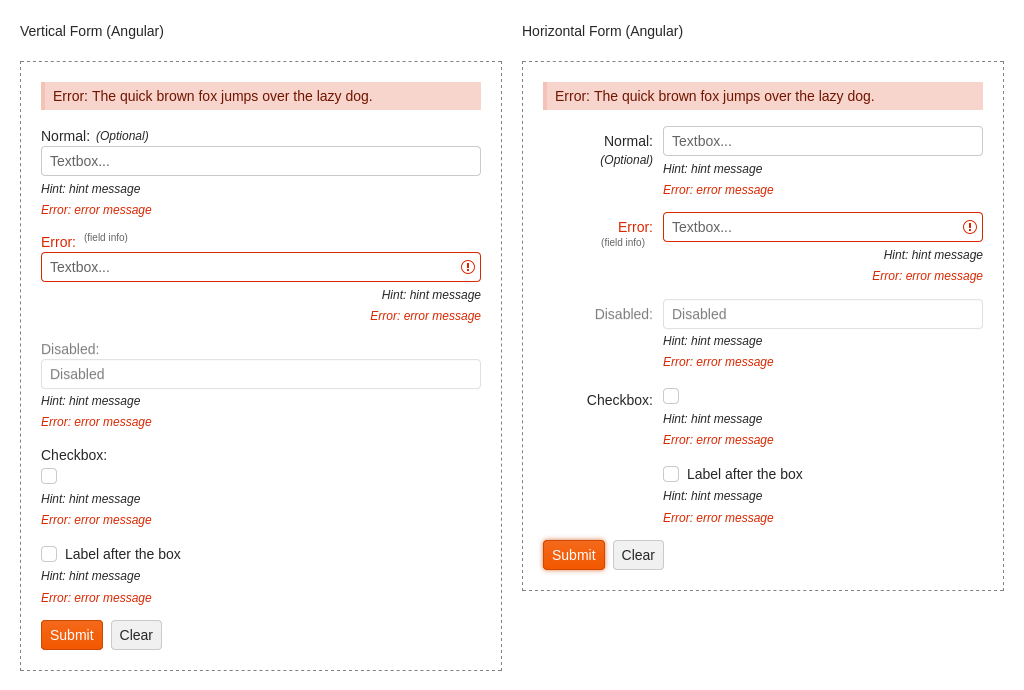 Vertical Form (Angular)
Error: The quick brown fox jumps over the lazy dog.
Normal: (Optional)
Textbox...
Hint: hint message
Error: error message
Error: (field info)
Textbox...
Hint: hint message
Error: error message
Disabled:
Disabled
Hint: hint message
Error: error message
Checkbox:
Hint: hint message
Error: error message
Label after the box
Hint: hint message
Error: error message
Submit Clear
Horizontal Form (Angular)
Error: The quick brown fox jumps over the lazy dog.
Normal: Textbox...
(Optional) Hint: hint message
Error: error message
Error: Textbox...
(field info)
Hint: hint message
Error: error message
Disabled: Disabled
Hint: hint message
Error: error message
Checkbox:
Hint: hint message
Error: error message
Label after the box
Hint: hint message
Error: error message
Submit Clear